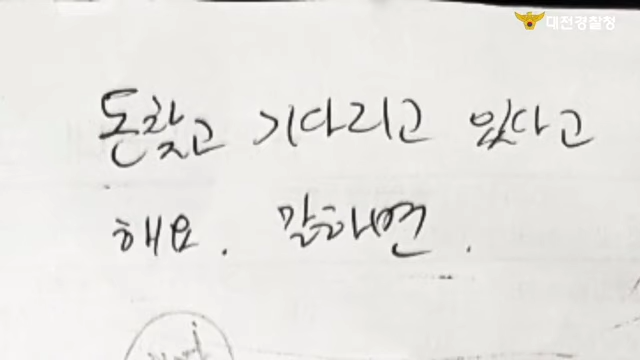 대전경찰청
돈찾고 기다리고 있다고
해요. 말하면.